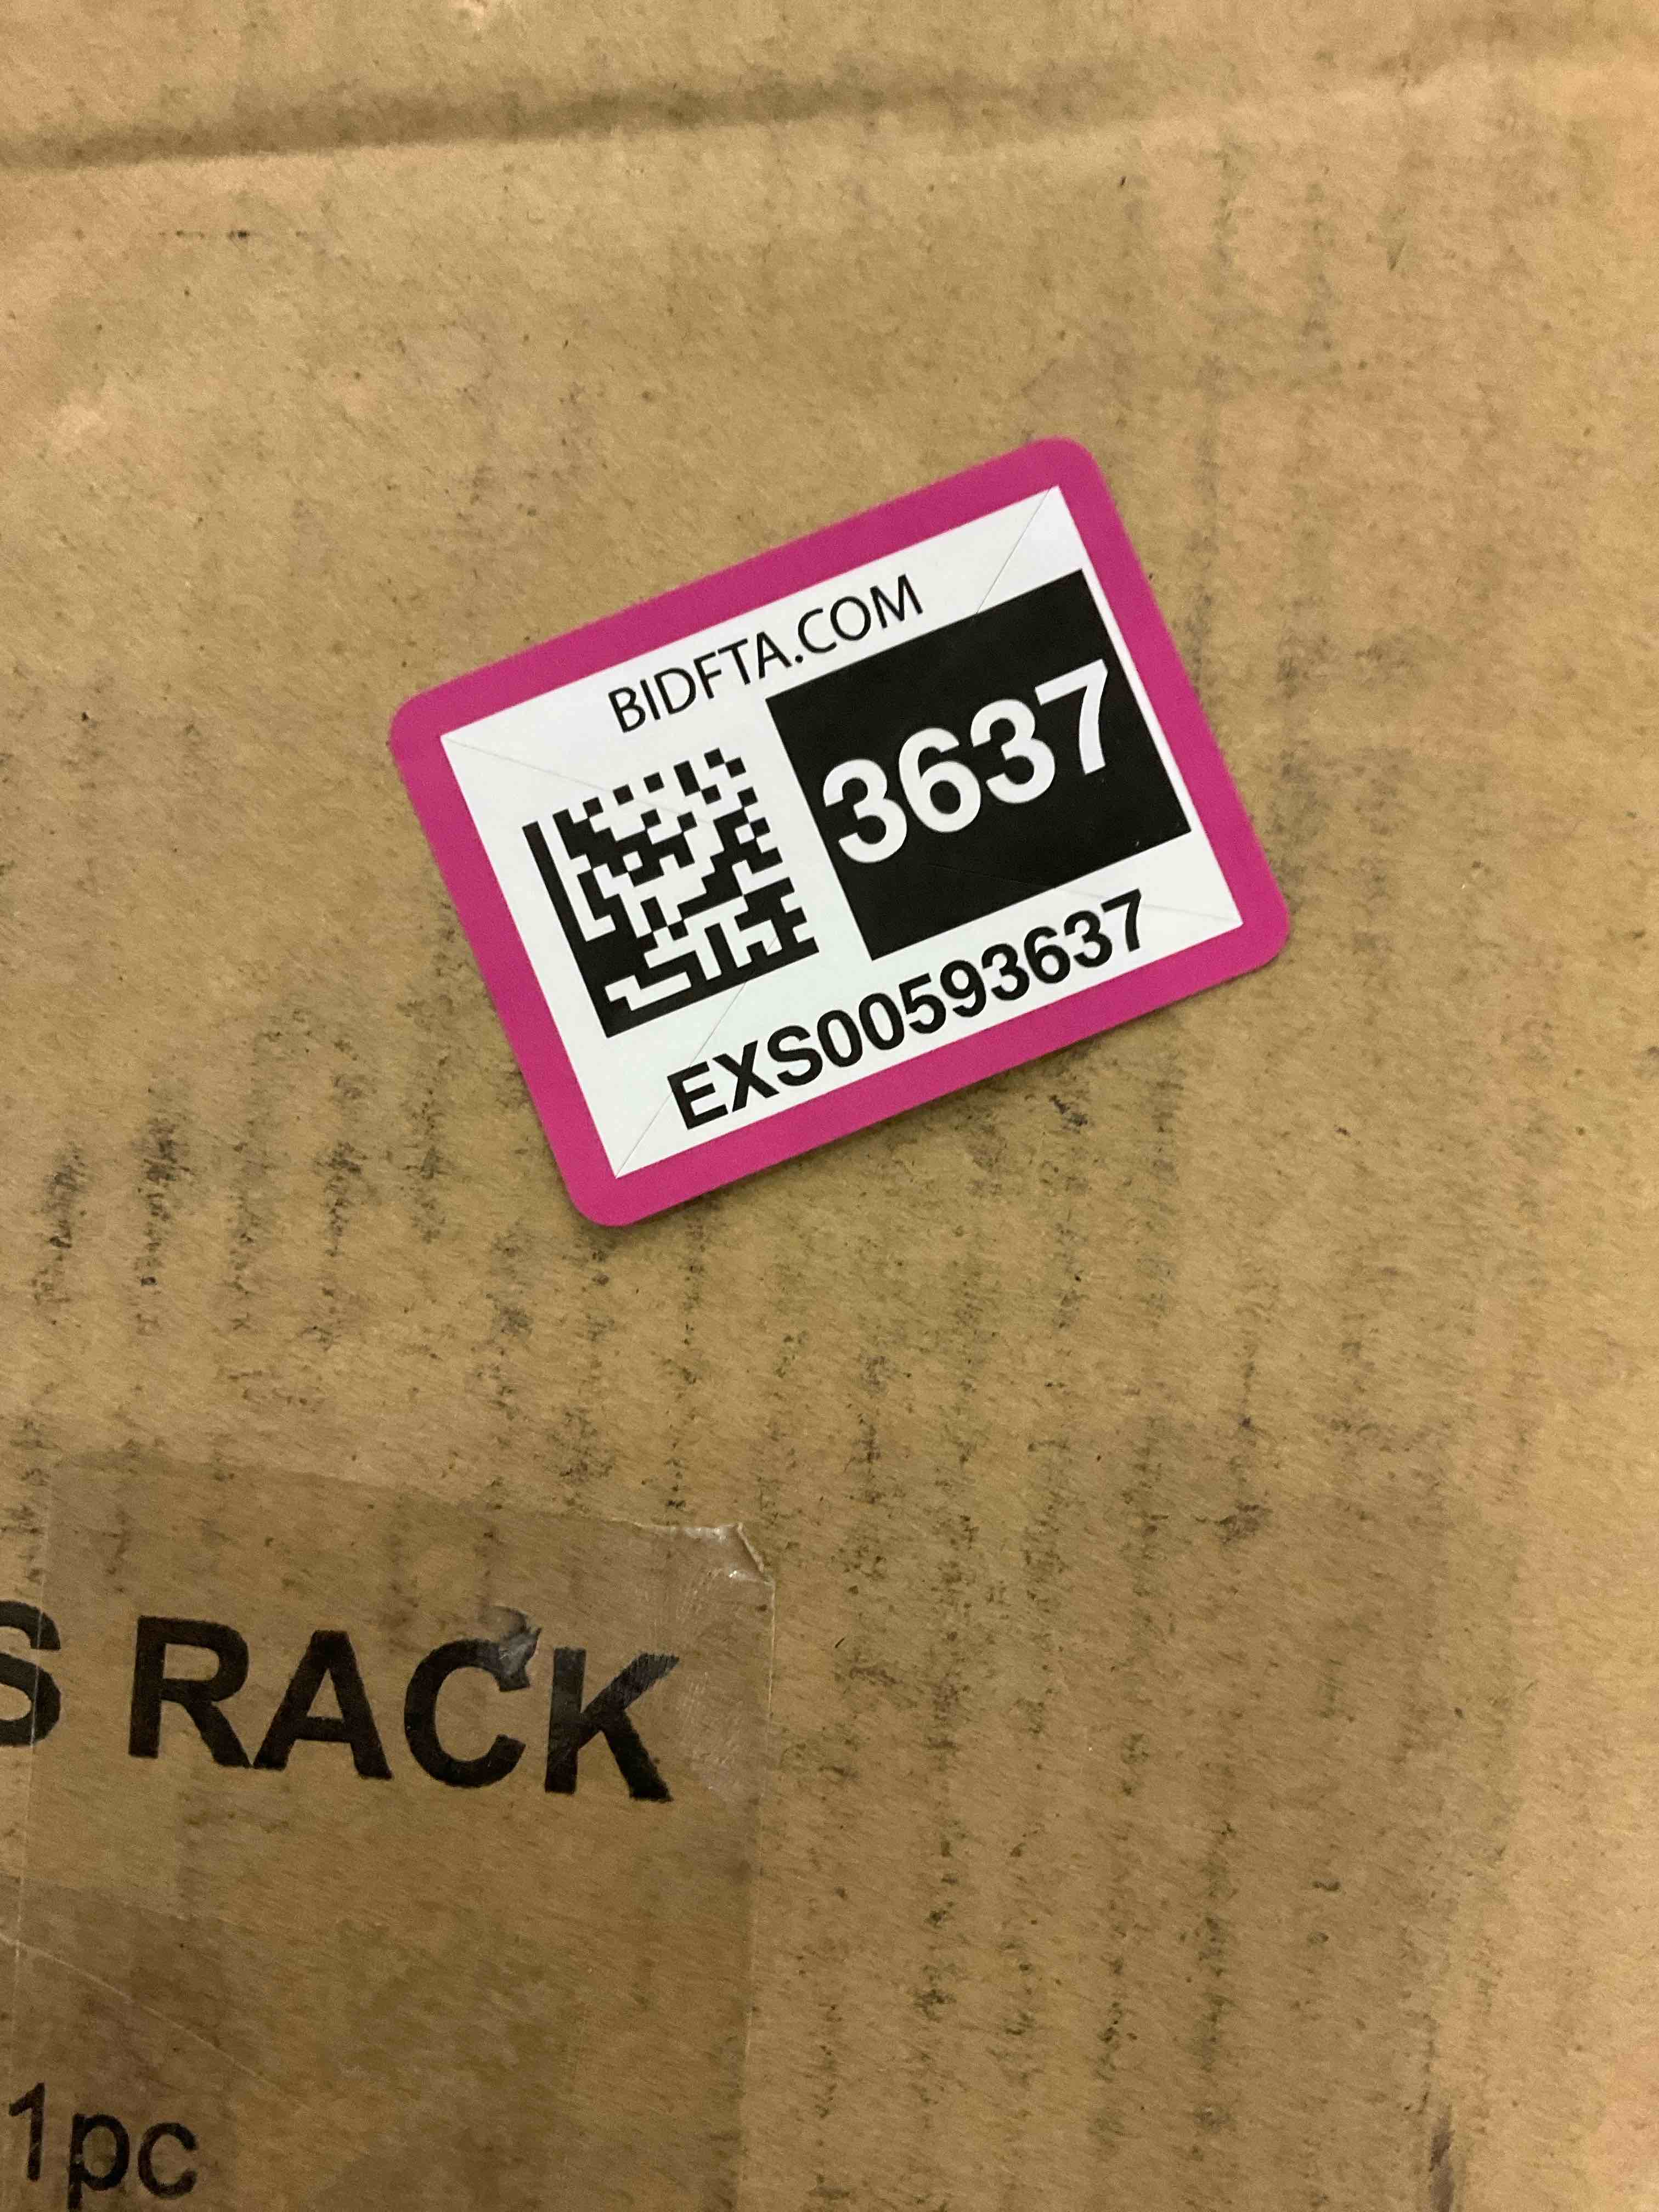 BIDFTA.COM
3637
EXS00593637
S RACK
1pc